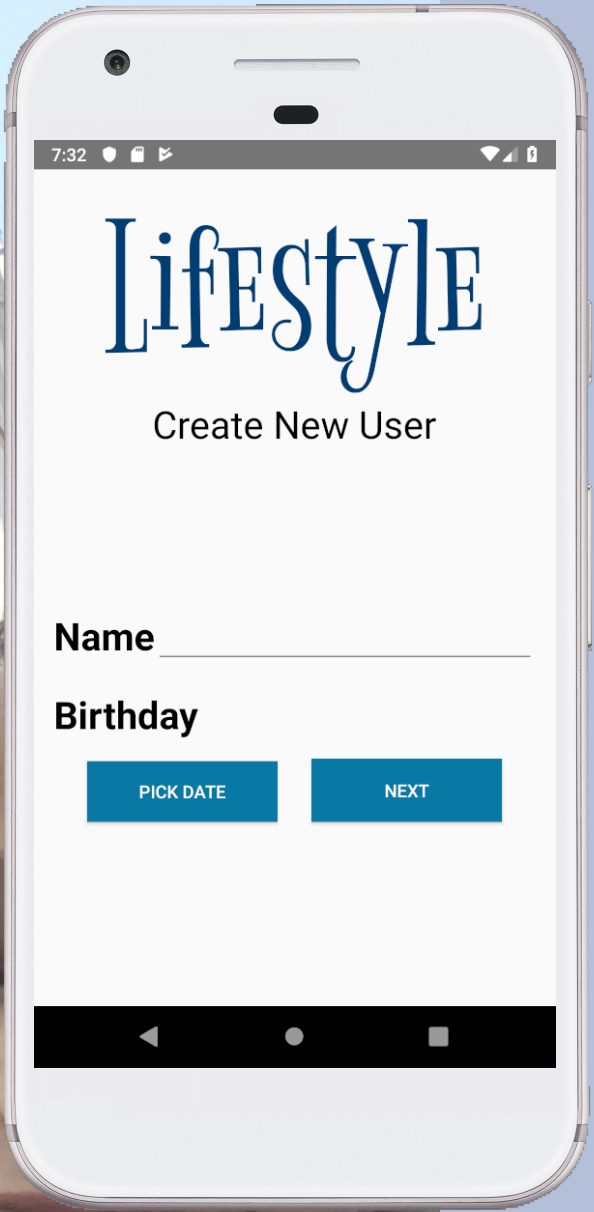 7:32
Lifestyle
Create New User
Name
Birthday
PICK DATE
NEXT